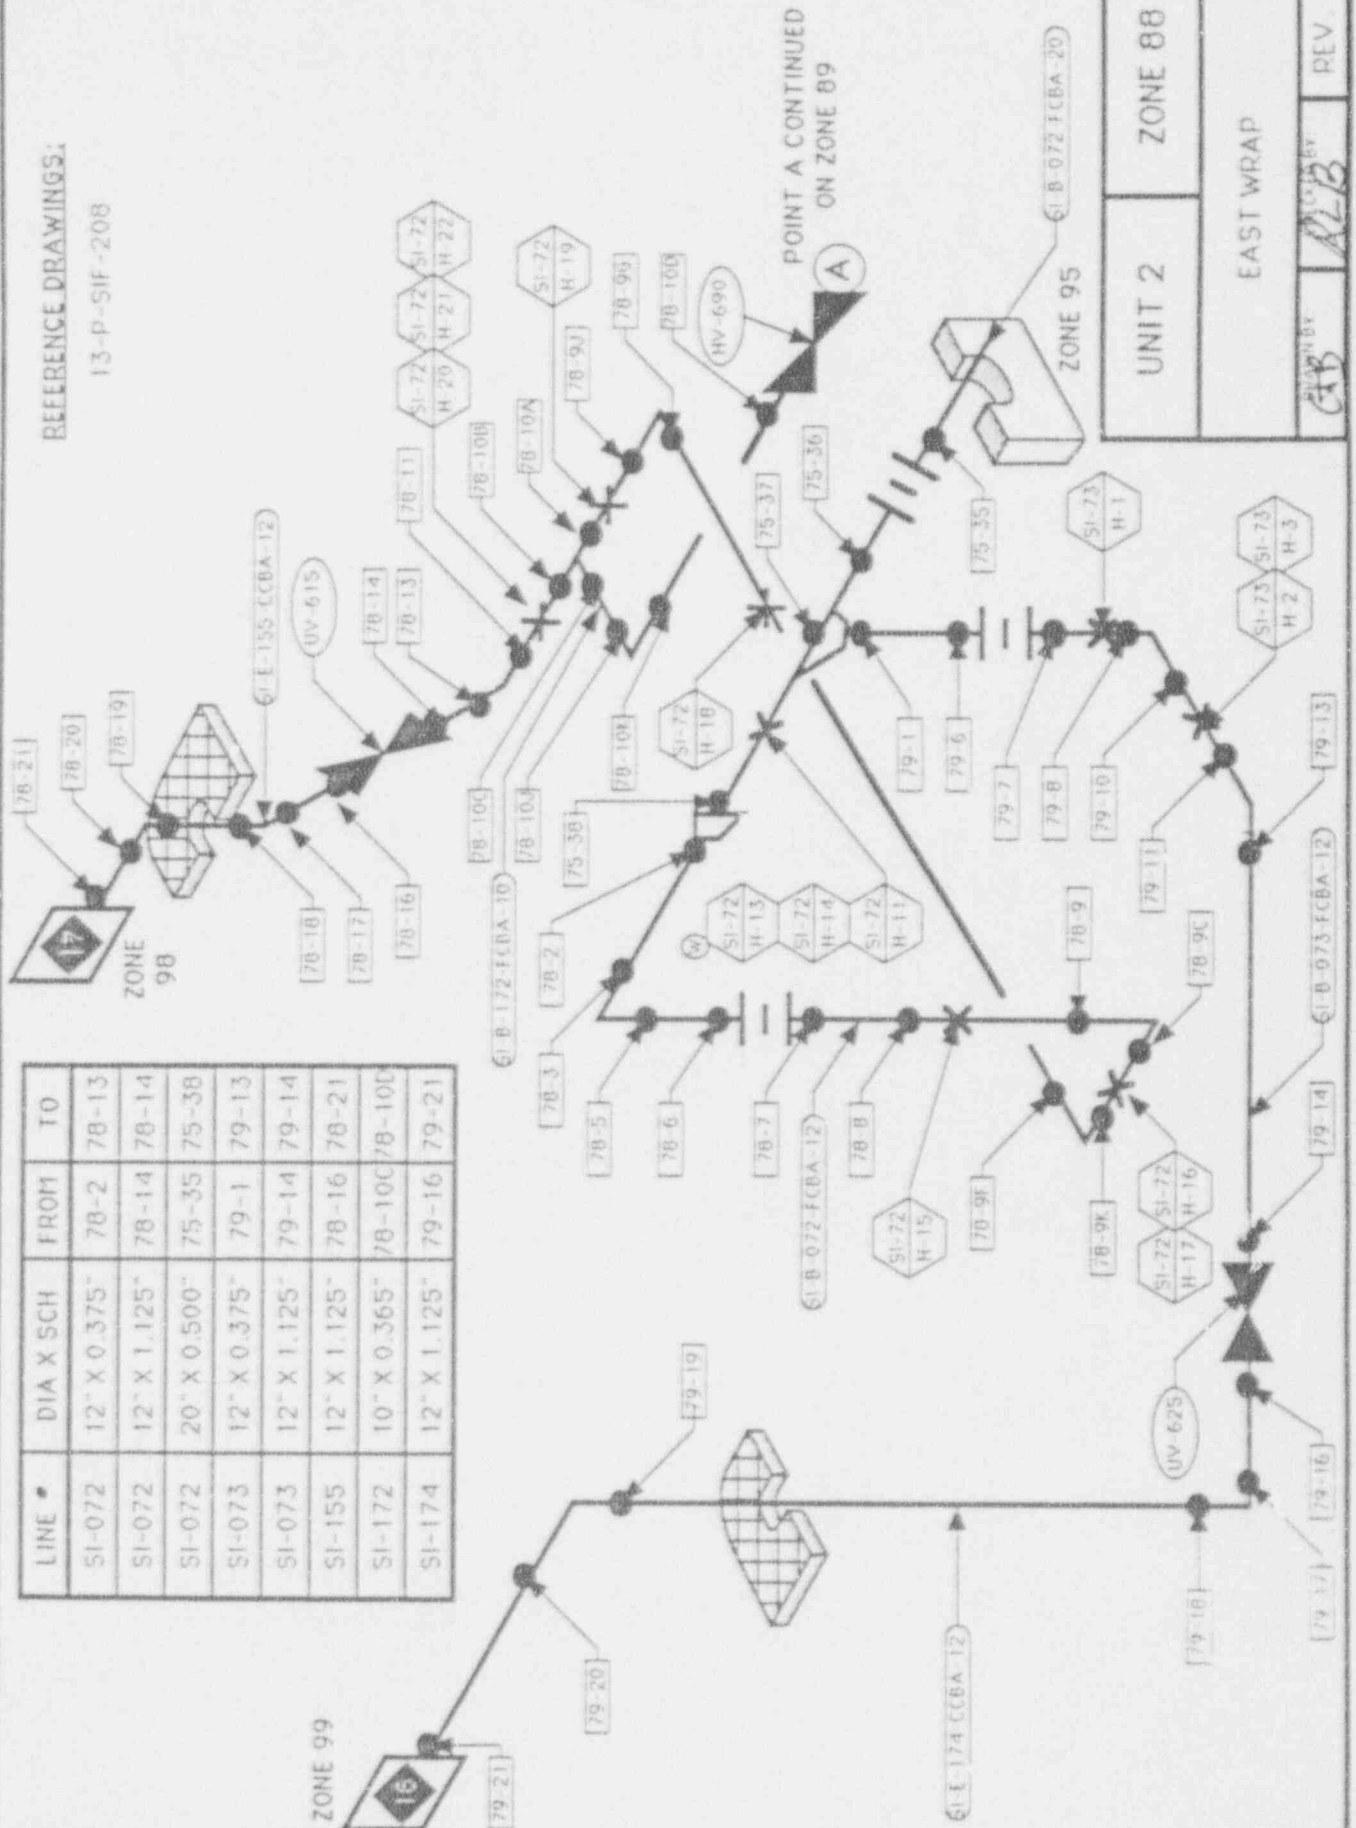 REFERENCE DRAWINGS:
13-P-SIF-208
LINE # DIA X SCH FROM TO
SI-072 12" X 0.375" 78-2 78-13
SI-072 12" X 1.125" 78-14 78-14
SI-072 20" X 0.500" 75-35 75-38
SI-073 12" X 0.375" 79-1 79-13
SI-073 12" X 1.125" 79-14 79-14
SI-155 12" X 1.125" 78-16 78-21
SI-172 10" X 0.365" 78-10C 78-10D
SI-174 12" X 1.125" 79-16 79-21
ZONE 98
78-21
78-20
78-19
SI-E-155-CCBA-12
UV-615
78-14
78-13
78-11
SI-72 H-20
SI-72 H-21
SI-72 H-22
78-10B
78-10A
SI-72 H-19
78-9J
78-9G
78-10D
HV-690
POINT A CONTINUED
ON ZONE 89
A
78-18
78-17
78-16
78-10C
SI-B-172-FCBA-10
78-10J
78-10K
SI-72 H-18
75-37
75-36
75-35
SI-B-072-FCBA-20
ZONE 95
75-38
78-2
78-3
78-5
78-6
78-7
SI-B-072-FCBA-12
78-8
W
SI-72 H-13
SI-72 H-14
SI-72 H-11
SI-72 H-15
78-9
78-9C
78-9F
78-9K
SI-72 H-17
SI-72 H-16
79-1
79-6
79-7
79-8
SI-73 H-1
79-10
79-11
SI-73 H-2
SI-73 H-3
79-13
SI-B-073-FCBA-12
79-14
UV-625
79-16
79-17
79-18
SI-E-174-CCBA-12
79-19
79-20
79-21
ZONE 99
16
UNIT 2
ZONE 88
EAST WRAP
DRAWN BY
CHECKED BY:
RLB
REV.